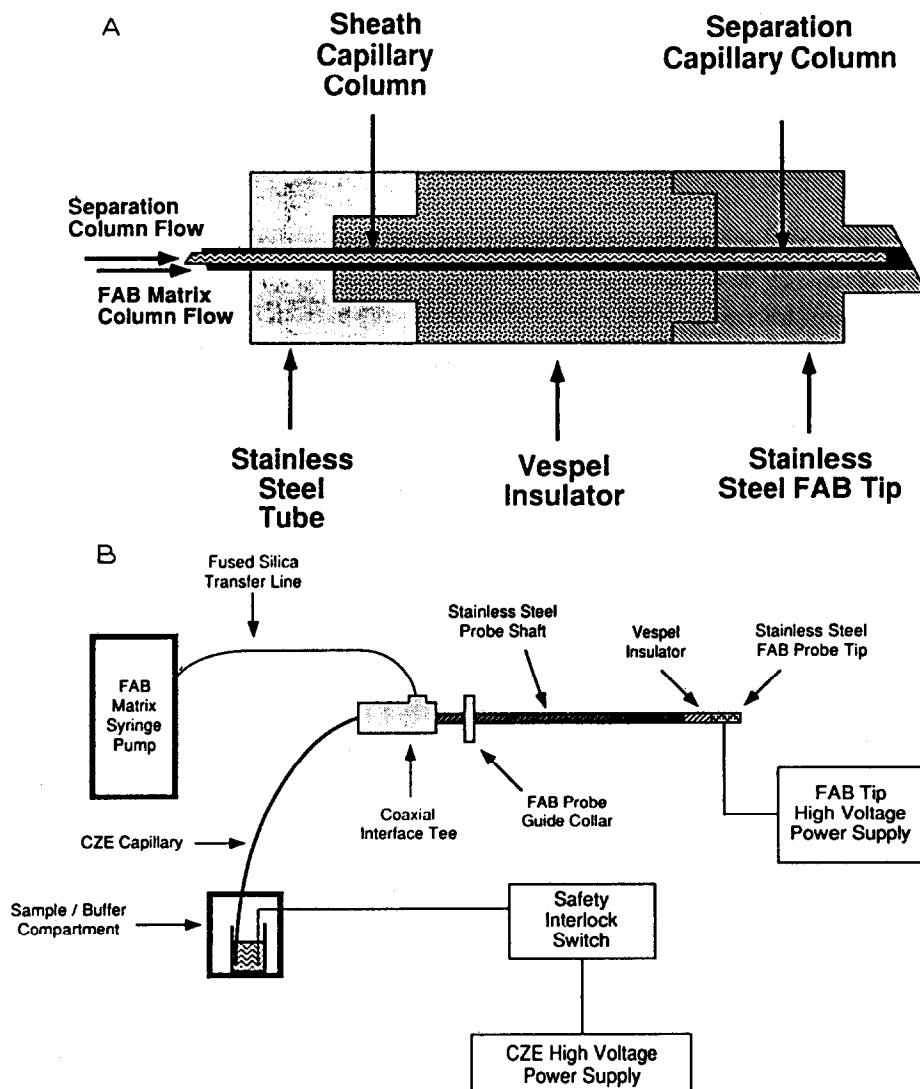 A
Sheath
Capillary
Column
Separation
Capillary Column
Separation
Column Flow
FAB Matrix
Column Flow
Stainless
Steel
Tube
Vespel
Insulator
Stainless
Steel FAB Tip
B
Fused Silica
Transfer Line
Stainless Steel
Probe Shaft
Vespel
Insulator
Stainless Steel
FAB Probe Tip
FAB
Matrix
Syringe
Pump
Coaxial
Interface Tee
FAB Probe
Guide Collar
FAB Tip
High Voltage
Power Supply
CZE Capillary
Sample / Buffer
Compartment
Safety
Interlock
Switch
CZE High Voltage
Power Supply